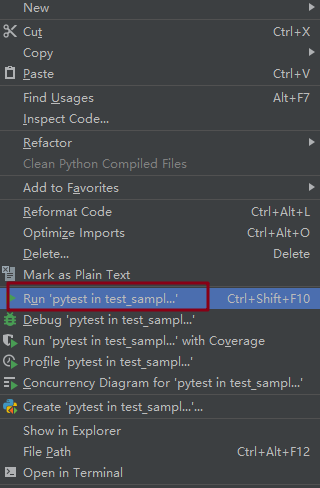 New
Cut Ctrl+X
Copy
Paste Ctrl+V
Find Usages Alt+F7
Inspect Code...
Refactor
Clean Python Compiled Files
Add to Favorites
Reformat Code Ctrl+Alt+L
Optimize Imports Ctrl+Alt+O
Delete... Delete
Mark as Plain Text
Run 'pytest in test_sampl...' Ctrl+Shift+F10
Debug 'pytest in test_sampl...'
Run 'pytest in test_sampl...' with Coverage
Profile 'pytest in test_sampl...'
Concurrency Diagram for 'pytest in test_sampl...'
Create 'pytest in test_sampl...'...
Show in Explorer
File Path Ctrl+Alt+F12
Open in Terminal